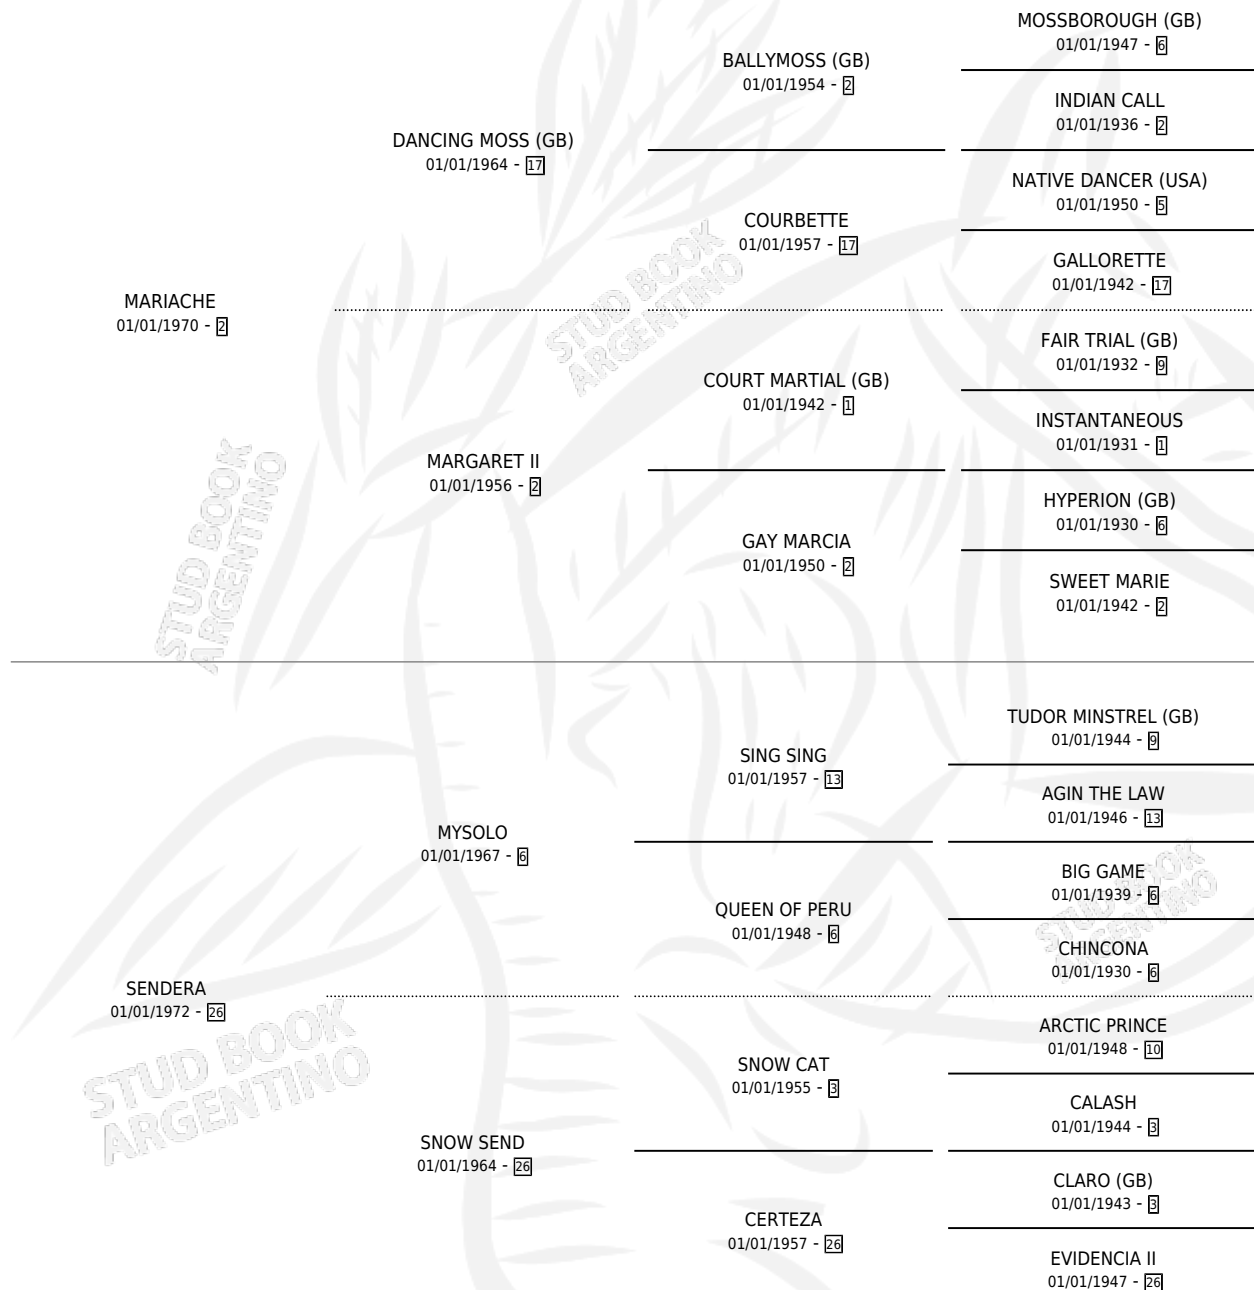 MOSSBOROUGH (GB)
01/01/1947 - 6
BALLYMOSS (GB)
01/01/1954 - 2
INDIAN CALL
01/01/1936 - 2
DANCING MOSS (GB)
01/01/1964 - 17
NATIVE DANCER (USA)
01/01/1950 - 5
COURBETTE
01/01/1957 - 17
GALLORETTE
01/01/1942 - 17
MARIACHE
01/01/1970 - 2
FAIR TRIAL (GB)
01/01/1932 - 9
COURT MARTIAL (GB)
01/01/1942 - 1
INSTANTANEOUS
01/01/1931 - 1
MARGARET II
01/01/1956 - 2
HYPERION (GB)
01/01/1930 - 6
GAY MARCIA
01/01/1950 - 2
SWEET MARIE
01/01/1942 - 2
TUDOR MINSTREL (GB)
01/01/1944 - 9
SING SING
01/01/1957 - 13
AGIN THE LAW
01/01/1946 - 13
MYSOLO
01/01/1967 - 6
BIG GAME
01/01/1939 - 6
QUEEN OF PERU
01/01/1948 - 6
CHINCONA
01/01/1930 - 6
SENDERA
01/01/1972 - 26
ARCTIC PRINCE
01/01/1948 - 10
SNOW CAT
01/01/1955 - 3
CALASH
01/01/1944 - 3
SNOW SEND
01/01/1964 - 26
CLARO (GB)
01/01/1943 - 3
CERTEZA
01/01/1957 - 26
EVIDENCIA II
01/01/1947 - 26
STUD BOOK
ARGENTINO
STUD BOOK
ARGENTINO
STUD BOOK
ARGENTINO
STUD BOOK
ARGENTINO